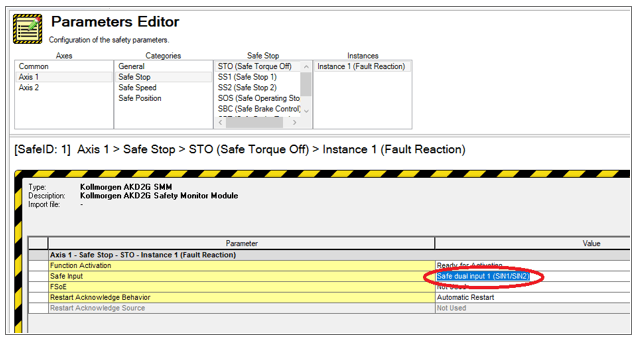 Parameters Editor
Configuration of the safety parameters.
Axes Categories Safe Stop Instances
Common General STO (Safe Torque Off) Instance 1 (Fault Reaction)
Axis 1 Safe Stop SS1 (Safe Stop 1)
Axis 2 Safe Speed SS2 (Safe Stop 2)
Safe Position SOS (Safe Operating Sto
SBC (Safe Brake Control)
[SafeID: 1] Axis 1 > Safe Stop > STO (Safe Torque Off) > Instance 1 (Fault Reaction)
Type: Kollmorgen AKD2G SMM
Description: Kollmorgen AKD2G Safety Monitor Module
Import file: -
Parameter Value
Axis 1 - Safe Stop - STO - Instance 1 (Fault Reaction)
Function Activation Ready for Activation
Safe Input Safe dual input 1 (SIN1/SIN2)
FSoE Not Used
Restart Acknowledge Behavior Automatic Restart
Restart Acknowledge Source Not Used